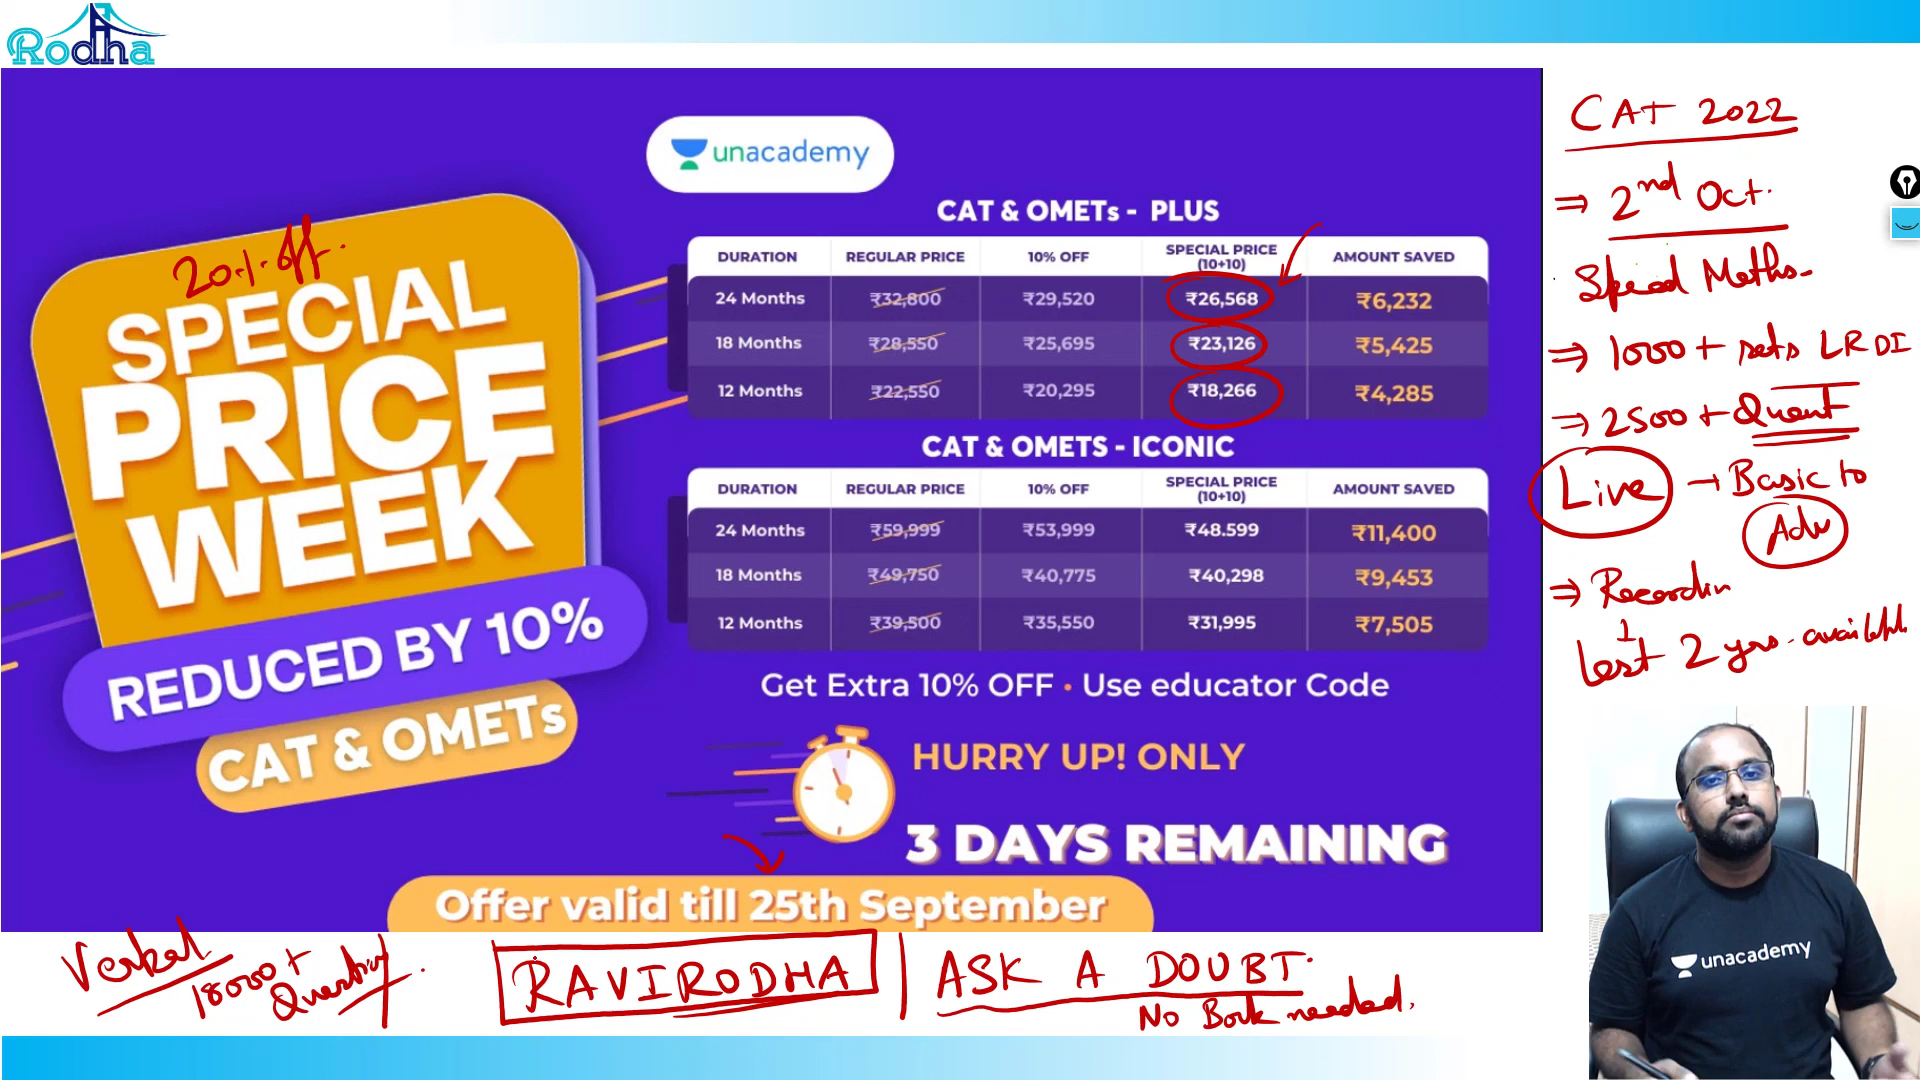 Rodha
unacademy
20% off.
SPECIAL
PRICE
WEEK
REDUCED BY 10%
CAT & OMETs
CAT & OMETs - PLUS
DURATION REGULAR PRICE 10% OFF SPECIAL PRICE (10+10) AMOUNT SAVED
24 Months ₹32,800 ₹29,520 ₹26,568 ₹6,232
18 Months ₹28,550 ₹25,695 ₹23,126 ₹5,425
12 Months ₹22,550 ₹20,295 ₹18,266 ₹4,285
CAT & OMETS - ICONIC
DURATION REGULAR PRICE 10% OFF SPECIAL PRICE (10+10) AMOUNT SAVED
24 Months ₹59,999 ₹53,999 ₹48.599 ₹11,400
18 Months ₹49,750 ₹40,775 ₹40,298 ₹9,453
12 Months ₹39,500 ₹35,550 ₹31,995 ₹7,505
Get Extra 10% OFF • Use educator Code
HURRY UP! ONLY
3 DAYS REMAINING
Offer valid till 25th September
CAT 2022
⇒ 2nd Oct.
Speed Maths
⇒ 1000 + sets LRDI
⇒ 2500 + Quant
Live → Basic to
Adv
⇒
last 2 yrs.
Verbal
18000 +
RAVIRODHA
ASK A DOUBT.
No Book needed.
unacademy